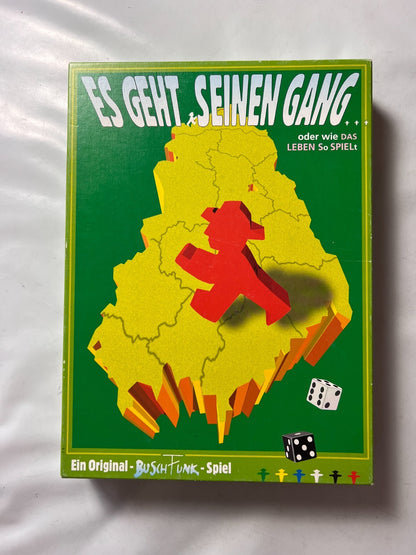 ES GEHT SEINEN GANG...
oder wie DAS
LEBEN So SPIELt
Ein Original - BUSCHFUNK - Spiel